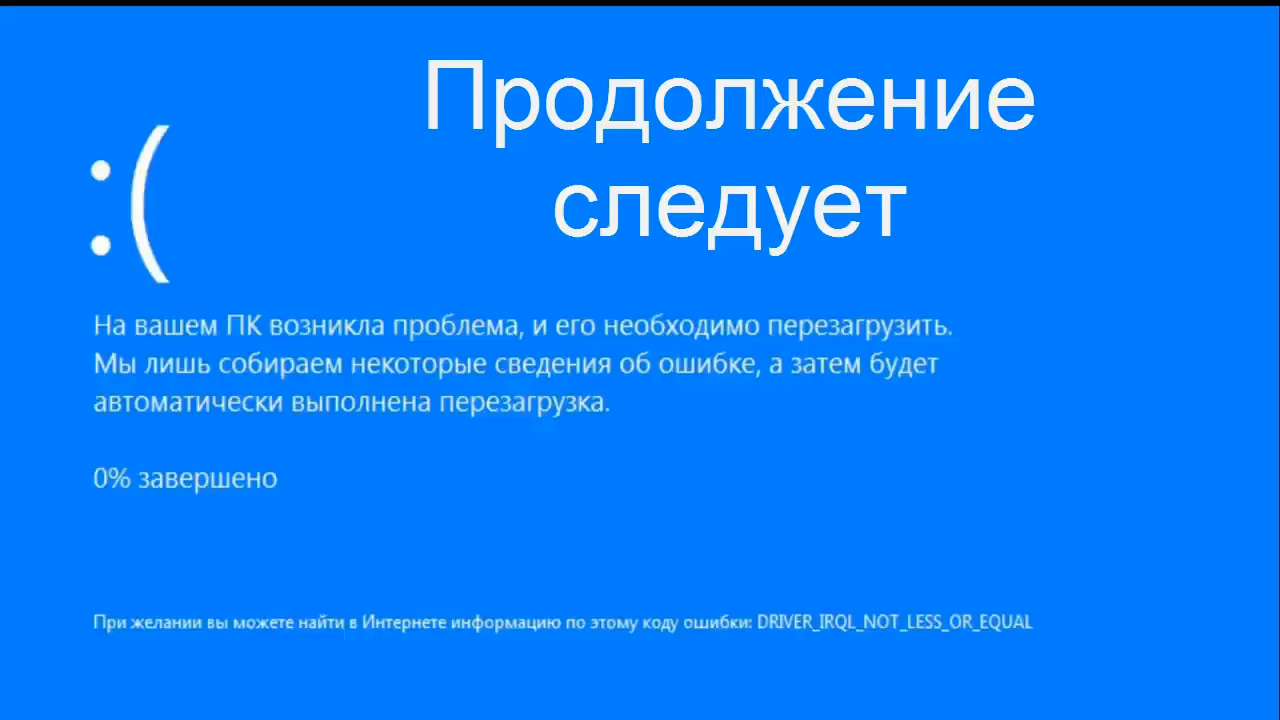 Продолжение
следует
:(
На вашем ПК возникла проблема, и его необходимо перезагрузить.
Мы лишь собираем некоторые сведения об ошибке, а затем будет
автоматически выполнена перезагрузка.
0% завершено
При желании вы можете найти в Интернете информацию по этому коду ошибки: DRIVER_IRQL_NOT_LESS_OR_EQUAL